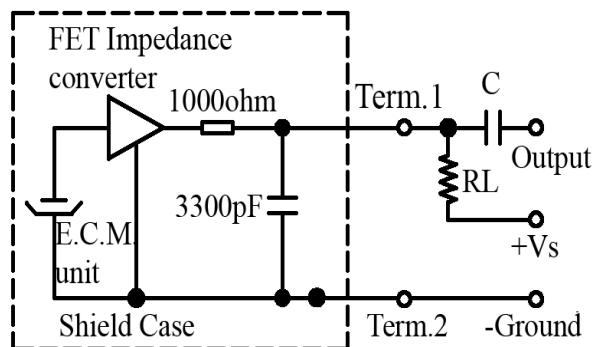 FET Impedance
converter
1000ohm
Term.1
C
Output
RL
3300pF
E.C.M.
unit
+Vs
Shield Case
Term.2
-Ground